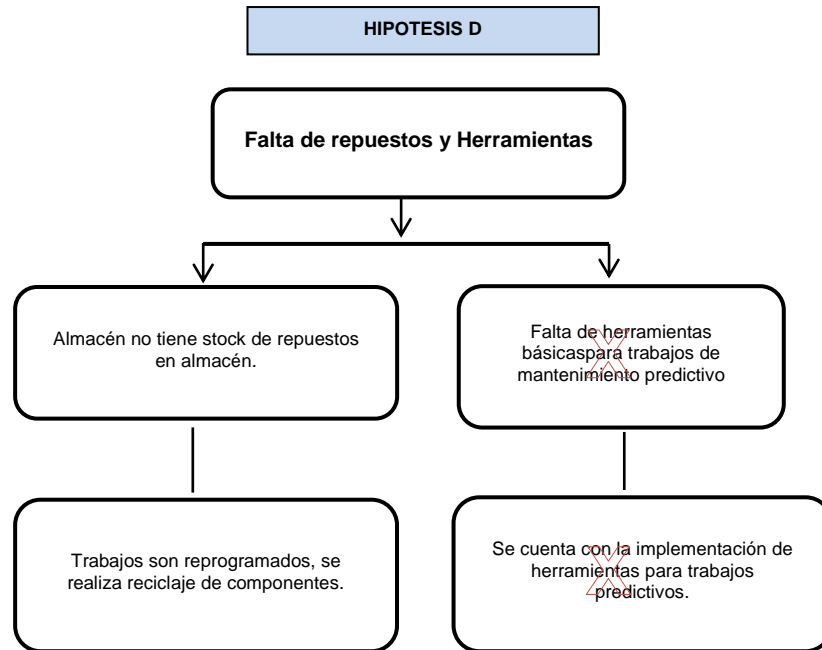 HIPOTESIS D
Falta de repuestos y Herramientas
Almacén no tiene stock de repuestos
en almacén.
Falta de herramientas
básicaspara trabajos de
mantenimiento predictivo
X
Trabajos son reprogramados, se
realiza reciclaje de componentes.
Se cuenta con la implementación de
herramientas para trabajos
predictivos.
X